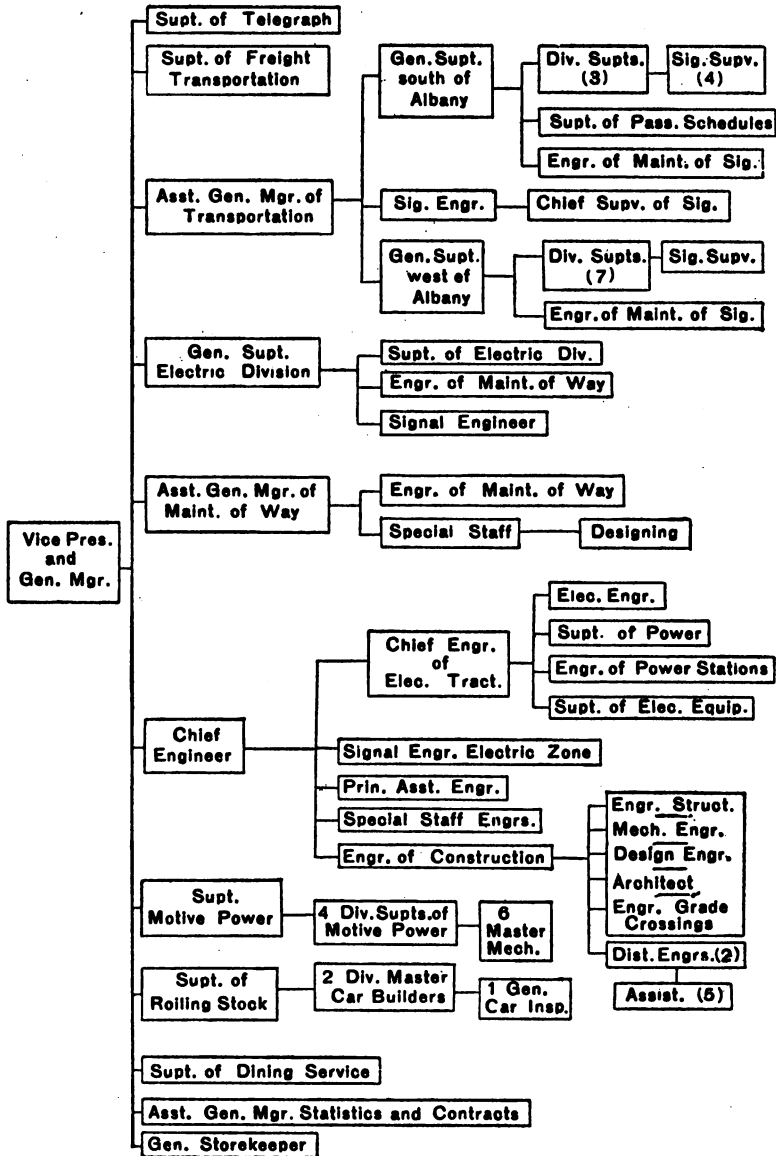 Supt. of Telegraph
Supt. of Freight
Transportation
Gen. Supt.
south of
Albany
Div. Supts.
(3)
Sig. Supv.
(4)
Supt. of Pass. Schedules
Engr. of Maint. of Sig.
Asst. Gen. Mgr. of
Transportation
Sig. Engr.
Chief Supv. of Sig.
Gen. Supt.
west of
Albany
Div. Supts.
(7)
Sig. Supv.
Engr. of Maint. of Sig.
Gen. Supt.
Electric Division
Supt. of Electric Div.
Engr. of Maint. of Way
Signal Engineer
Asst. Gen. Mgr. of
Maint. of Way
Engr. of Maint. of Way
Special Staff
Designing
Vice Pres.
and
Gen. Mgr.
Chief Engr.
of
Elec. Tract.
Elec. Engr.
Supt. of Power
Engr. of Power Stations
Supt. of Elec. Equip.
Chief
Engineer
Signal Engr. Electric Zone
Prin. Asst. Engr.
Special Staff Engrs.
Engr. of Construction
Engr. Struct.
Mech. Engr.
Design Engr.
Architect
Engr. Grade
Crossings
Dist. Engrs. (2)
Assist. (5)
Supt.
Motive Power
4 Div. Supts. of
Motive Power
6
Master
Mech.
Supt. of
Rolling Stock
2 Div. Master
Car Builders
1 Gen.
Car Insp.
Supt. of Dining Service
Asst. Gen. Mgr. Statistics and Contracts
Gen. Storekeeper